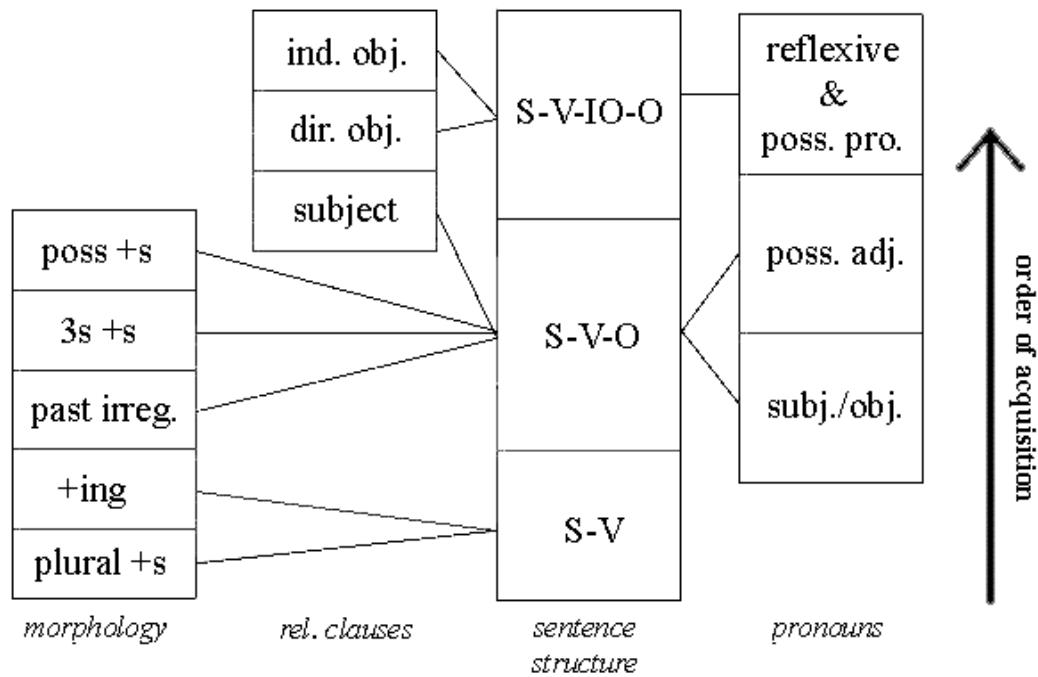 ind. obj.
dir. obj.
subject
poss +s
3s +s
past irreg.
+ing
plural +s
S-V-IO-O
S-V-O
S-V
reflexive
&
poss. pro.
poss. adj.
subj./obj.
order of acquisition
morphology
rel. clauses
sentence
structure
pronouns